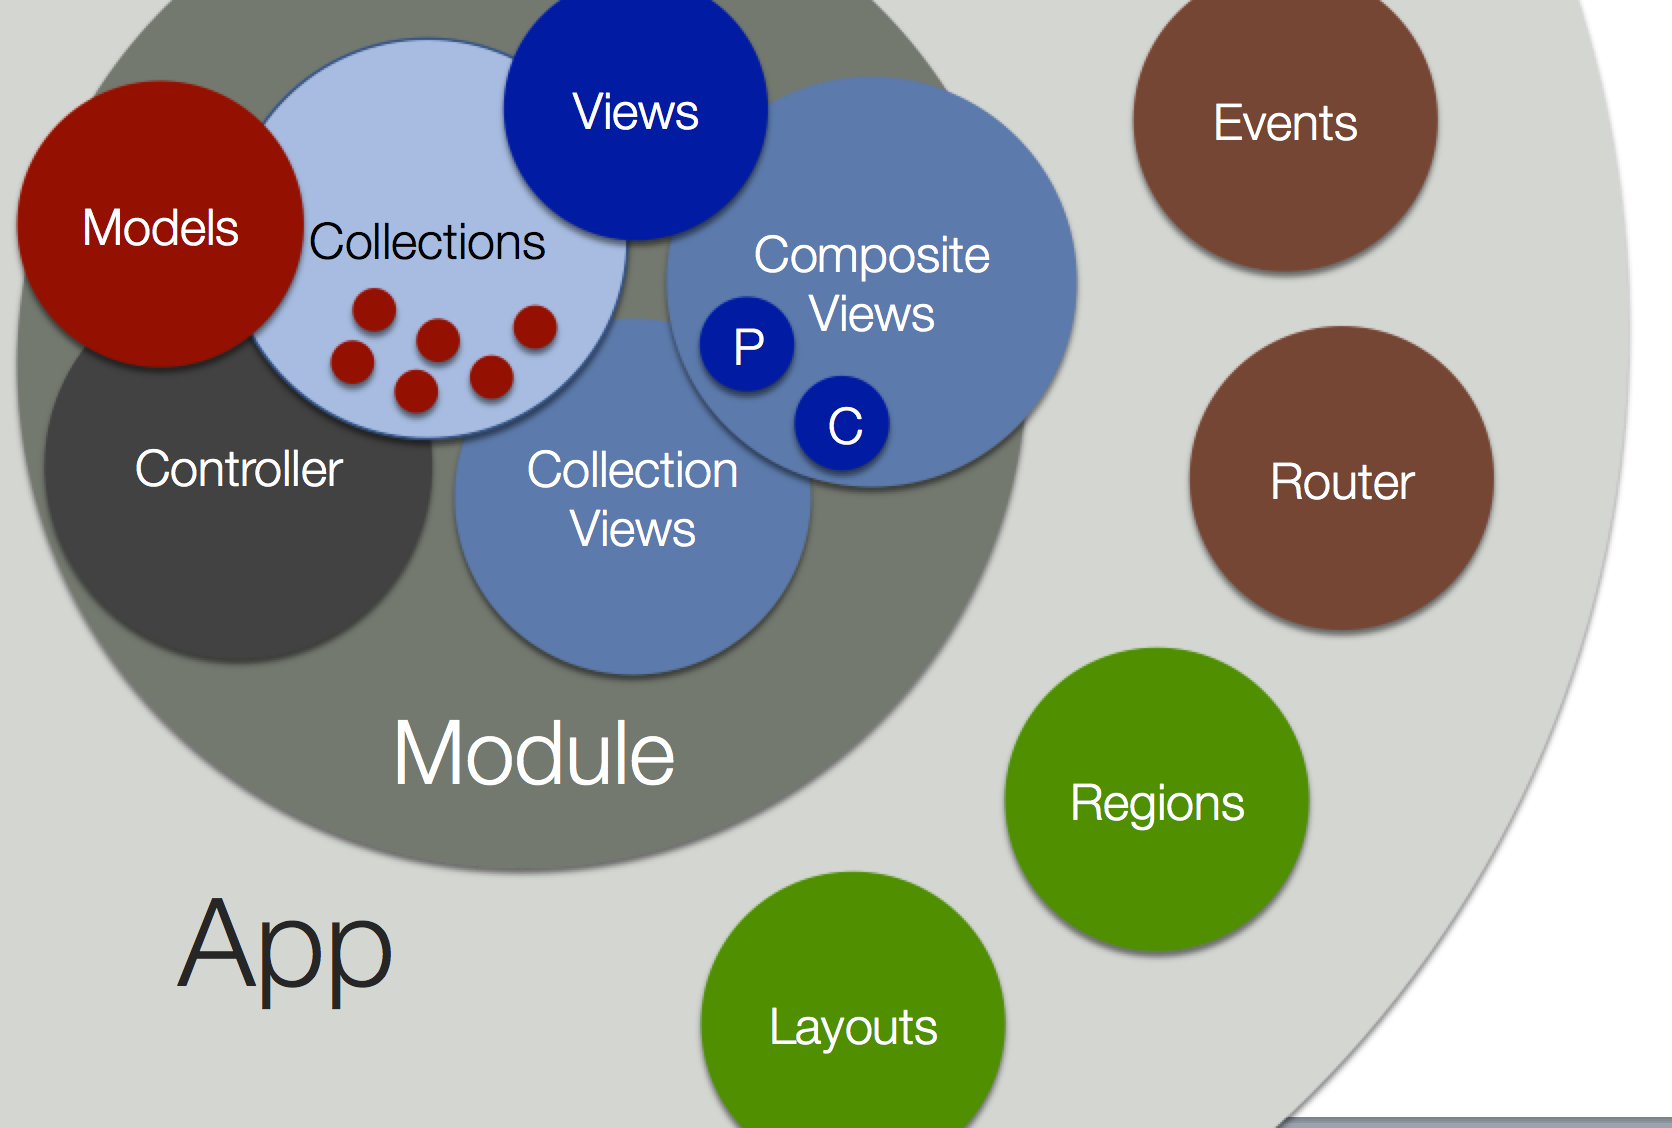 Views
Events
Models
Collections
Composite
Views
P
C
Controller
Collection
Views
Router
Module
Regions
App
Layouts